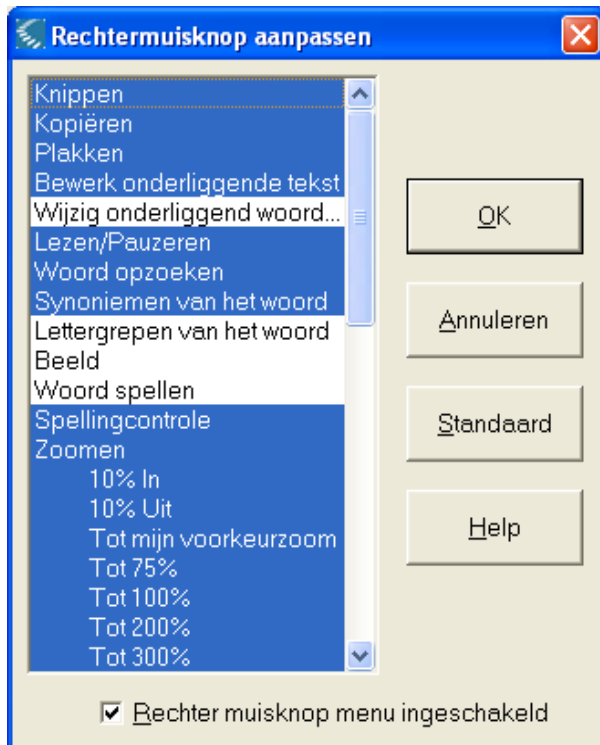 Rechtermuisknop aanpassen
Knippen
Kopiëren
Plakken
Bewerk onderliggende tekst
Wijzig onderliggend woord...
Lezen/Pauzeren
Woord opzoeken
Synoniemen van het woord
Lettergrepen van het woord
Beeld
Woord spellen
Spellingcontrole
Zoomen
10% In
10% Uit
Tot mijn voorkeurzoom
Tot 75%
Tot 100%
Tot 200%
Tot 300%
OK
Annuleren
Standaard
Help
Rechter muisknop menu ingeschakeld